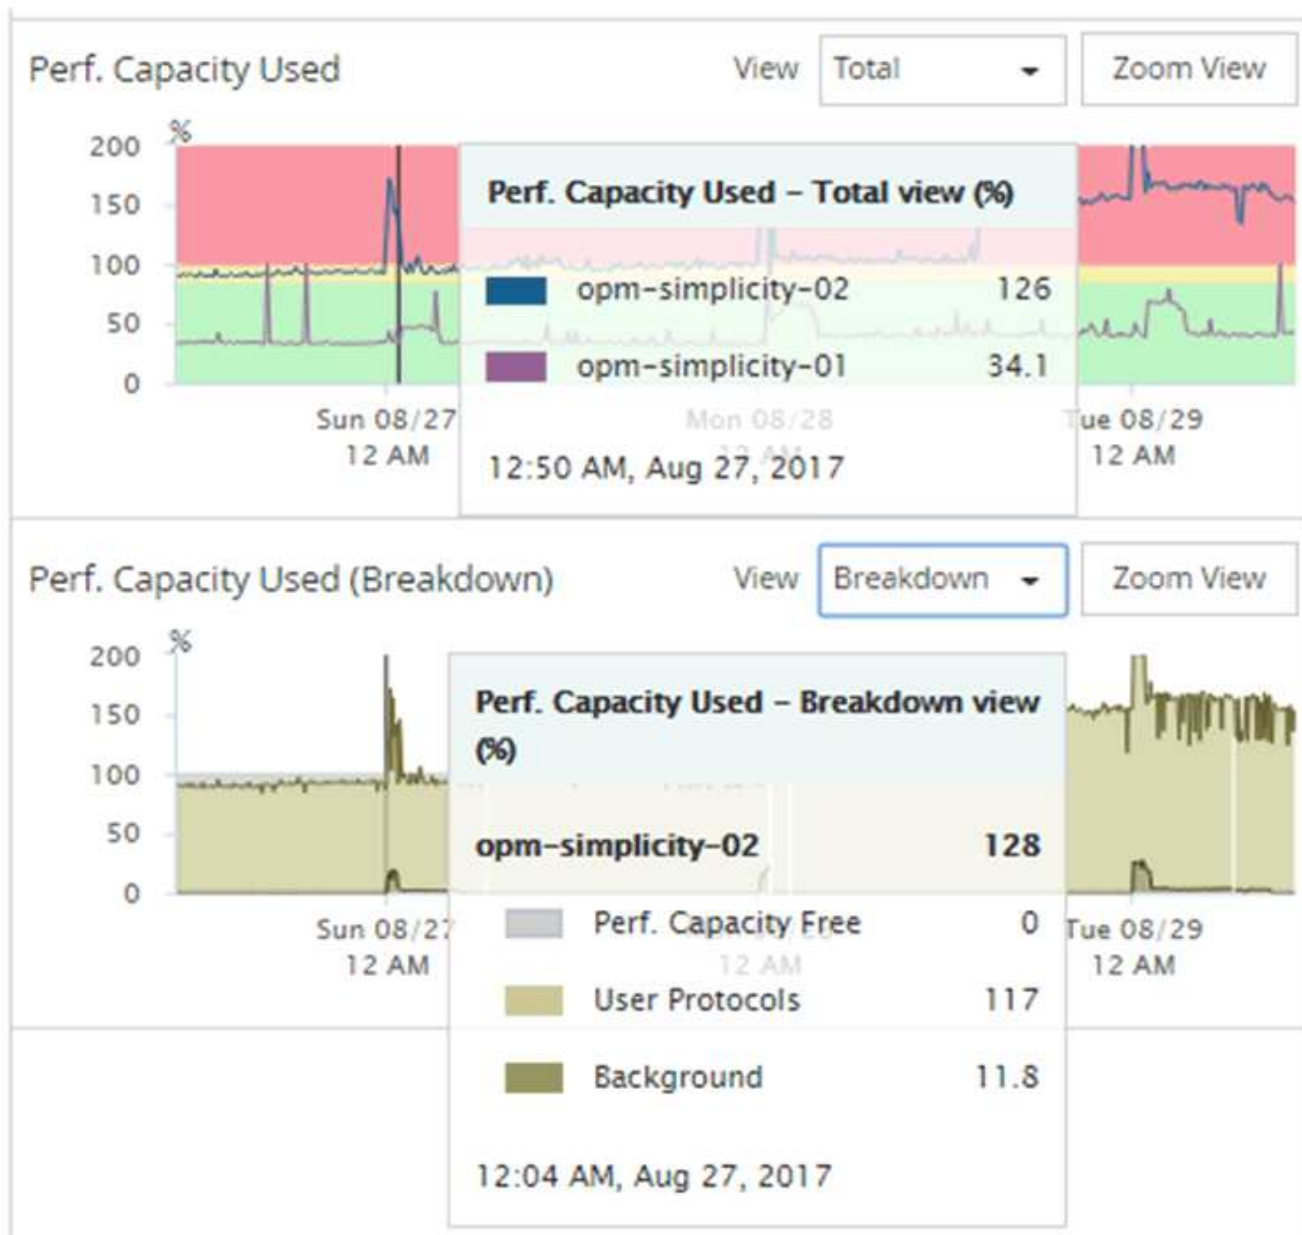 Perf. Capacity Used
View Total Zoom View
%
200
150
100
50
0
Perf. Capacity Used - Total view (%)
opm-simplicity-02 126
opm-simplicity-01 34.1
12:50 AM, Aug 27, 2017
Sun 08/27 Mon 08/28 Tue 08/29
12 AM 12 AM 12 AM
Perf. Capacity Used (Breakdown)
View Breakdown Zoom View
%
200
150
100
50
0
Perf. Capacity Used - Breakdown view
(%)
opm-simplicity-02 128
Perf. Capacity Free 0
User Protocols 117
Background 11.8
12:04 AM, Aug 27, 2017
Sun 08/27 Tue 08/29
12 AM 12 AM 12 AM